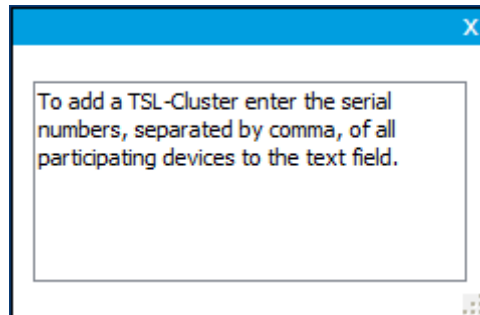 X
To add a TSL-Cluster enter the serial
numbers, separated by comma, of all
participating devices to the text field.